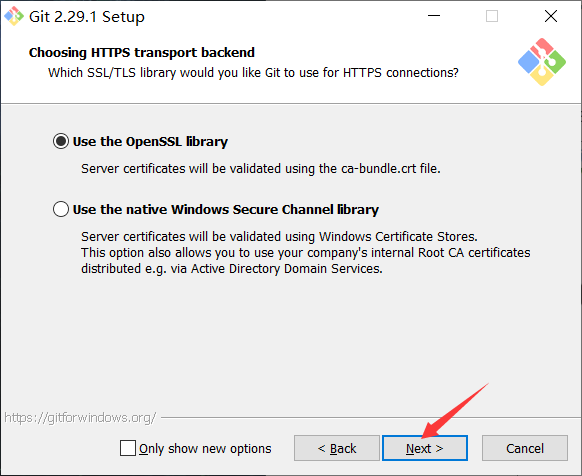 Git 2.29.1 Setup
Choosing HTTPS transport backend
Which SSL/TLS library would you like Git to use for HTTPS connections?
Use the OpenSSL library
Server certificates will be validated using the ca-bundle.crt file.
Use the native Windows Secure Channel library
Server certificates will be validated using Windows Certificate Stores.
This option also allows you to use your company's internal Root CA certificates
distributed e.g. via Active Directory Domain Services.
https://gitforwindows.org/
Only show new options
< Back
Next >
Cancel